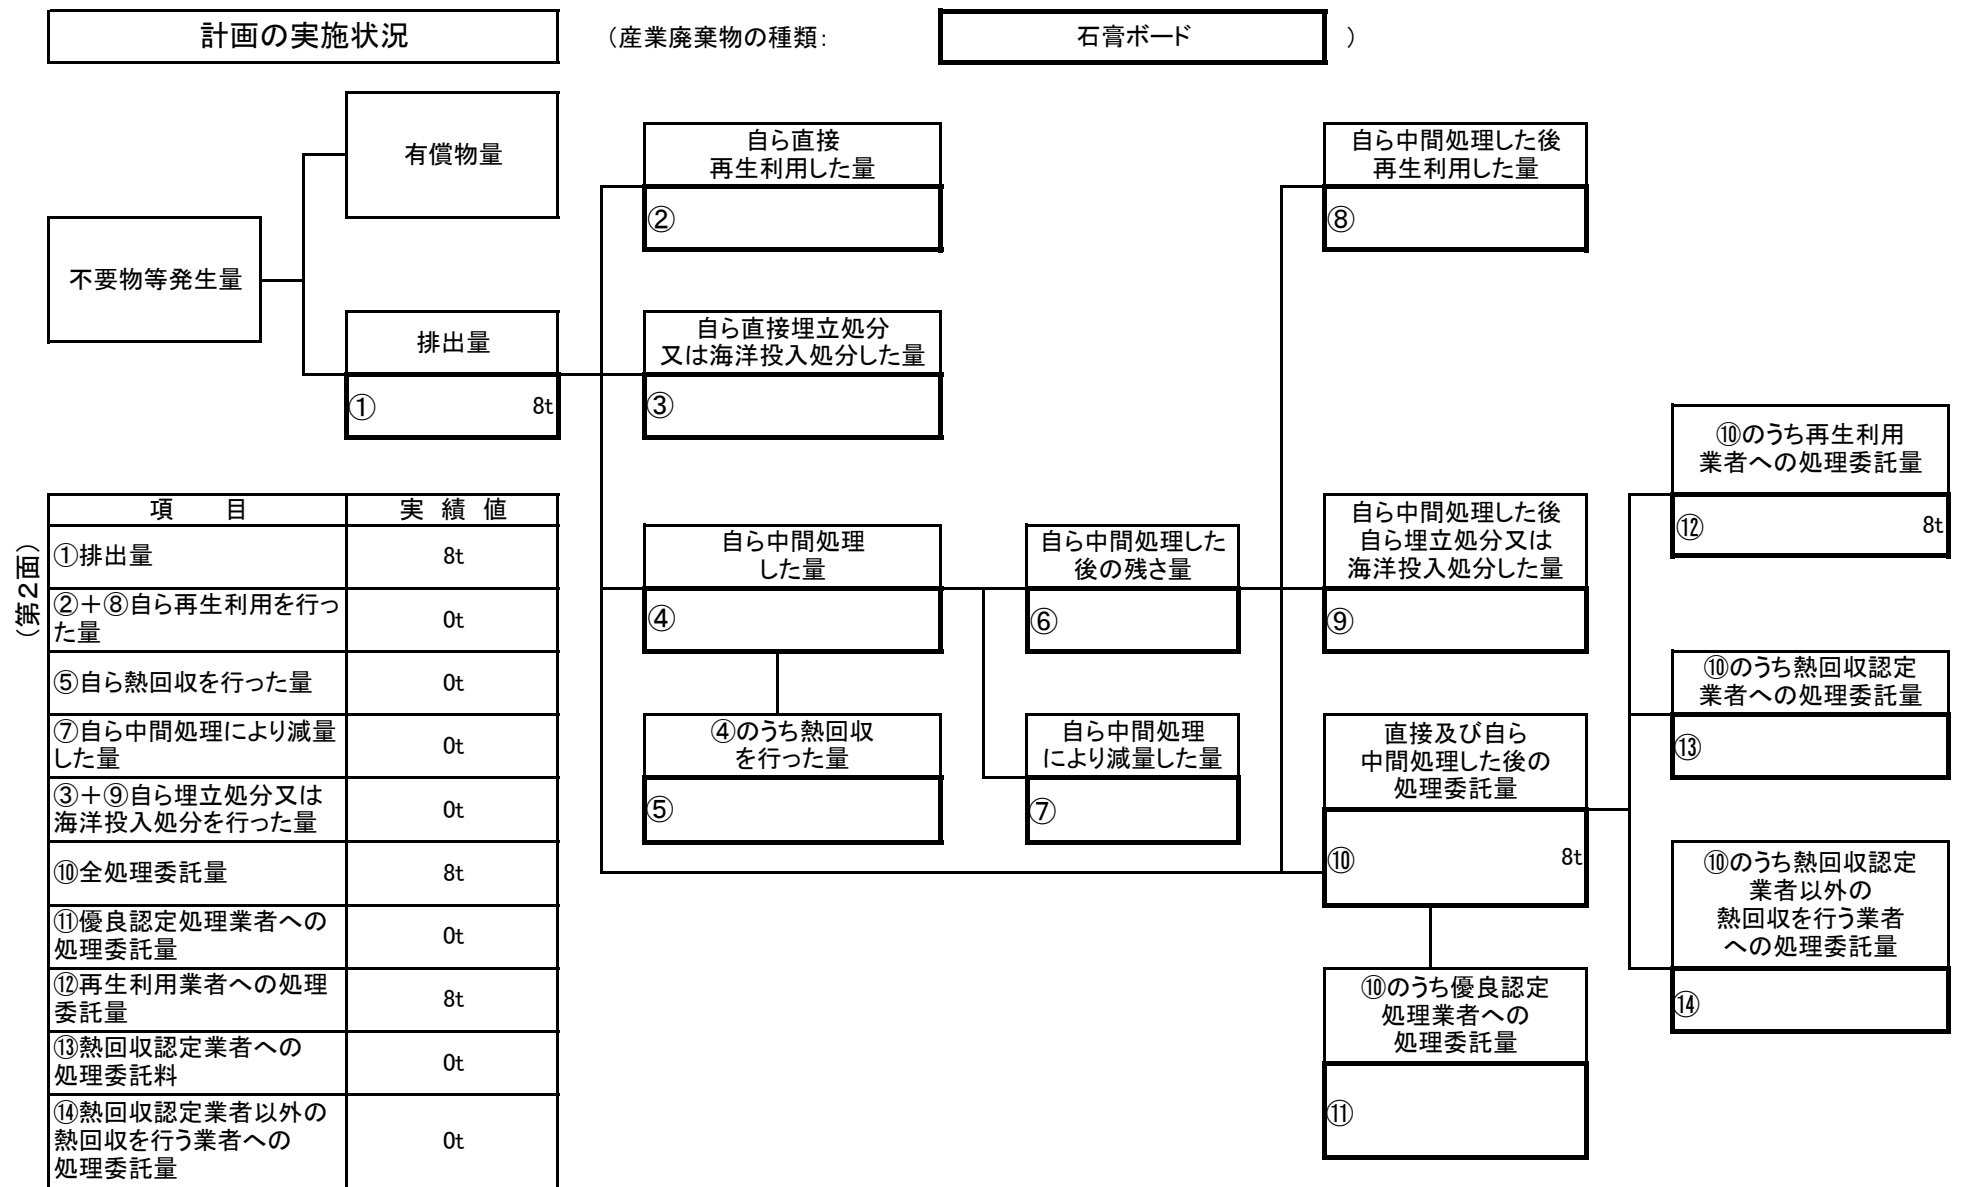 計画の実施状況
（産業廃棄物の種類：
石膏ボード
）
有償物量
不要物等発生量
排出量
① 8t
自ら直接
再生利用した量
②
自ら直接埋立処分
又は海洋投入処分した量
③
自ら中間処理
した量
④
④のうち熱回収
を行った量
⑤
自ら中間処理した
後の残さ量
⑥
自ら中間処理
により減量した量
⑦
自ら中間処理した後
再生利用した量
⑧
自ら中間処理した後
自ら埋立処分又は
海洋投入処分した量
⑨
直接及び自ら
中間処理した後の
処理委託量
⑩ 8t
⑩のうち優良認定
処理業者への
処理委託量
⑪
⑩のうち再生利用
業者への処理委託量
⑫ 8t
⑩のうち熱回収認定
業者への処理委託量
⑬
⑩のうち熱回収認定
業者以外の
熱回収を行う業者
への処理委託量
⑭
（第２面）
項　目 実 績 値
①排出量 8t
②＋⑧自ら再生利用を行っ
た量 0t
⑤自ら熱回収を行った量 0t
⑦自ら中間処理により減量
した量 0t
③＋⑨自ら埋立処分又は
海洋投入処分を行った量 0t
⑩全処理委託量 8t
⑪優良認定処理業者への
処理委託量 0t
⑫再生利用業者への処理
委託量 8t
⑬熱回収認定業者への
処理委託料 0t
⑭熱回収認定業者以外の
熱回収を行う業者への 0t
処理委託量